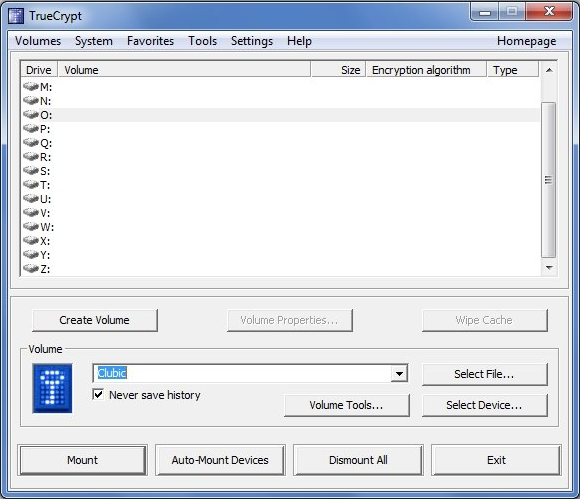 TrueCrypt
Volumes System Favorites Tools Settings Help Homepage
Drive Volume Size Encryption algorithm Type
M:
N:
O:
P:
Q:
R:
S:
T:
U:
V:
W:
X:
Y:
Z:
Create Volume Volume Properties... Wipe Cache
Volume
Clubic Select File...
Never save history
Volume Tools... Select Device...
Mount Auto-Mount Devices Dismount All Exit